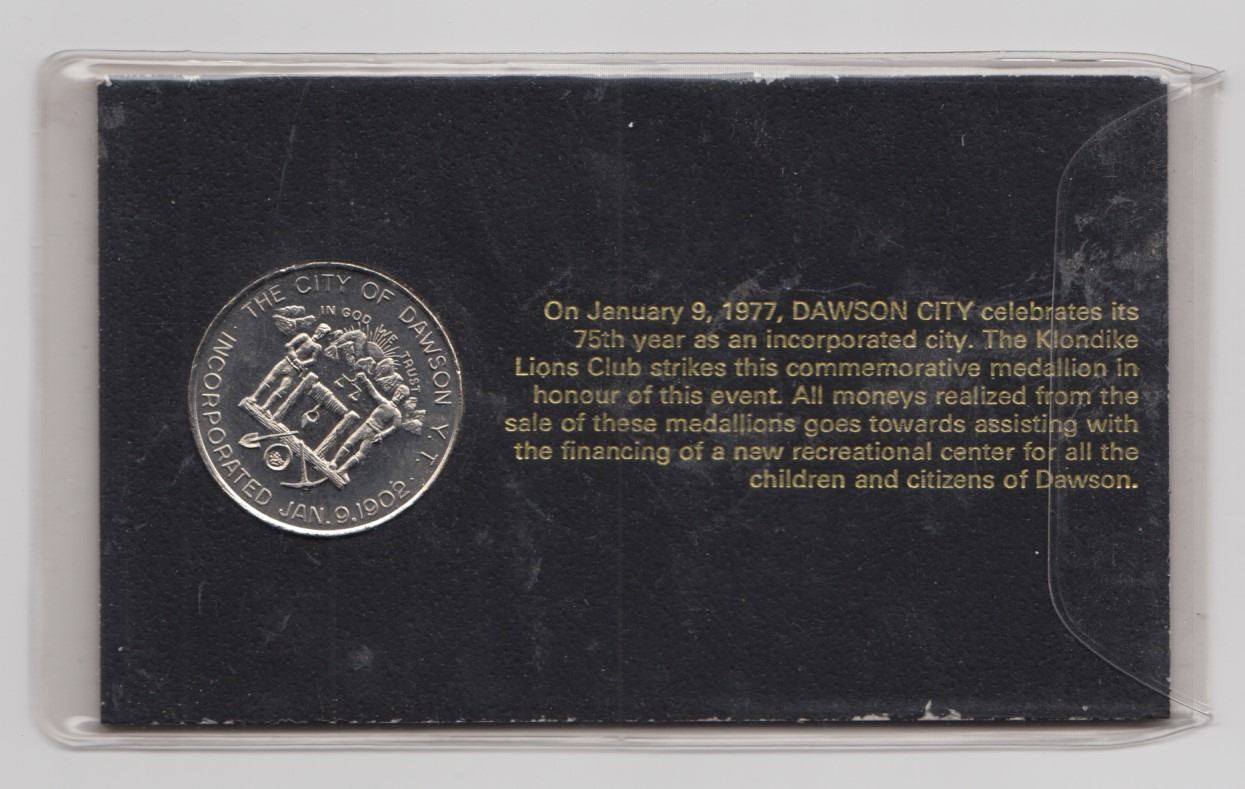 THE CITY OF DAWSON Y.T.
IN GOD WE TRUST
INCORPORATED JAN. 9, 1902.
On January 9, 1977, DAWSON CITY celebrates its
75th year as an incorporated city. The Klondike
Lions Club strikes this commemorative medallion in
honour of this event. All moneys realized from the
sale of these medallions goes towards assisting with
the financing of a new recreational center for all the
children and citizens of Dawson.